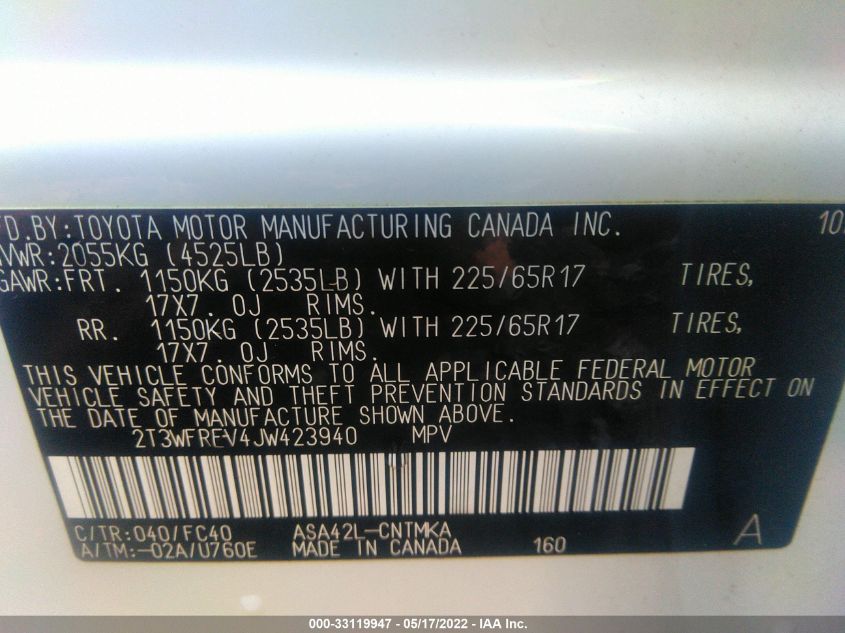 FD.BY:TOYOTA MOTOR MANUFACTURING CANADA INC. 10
VWR:2055KG (4525LB)
GAWR:FRT. 1150KG (2535LB) WITH 225/65R17 TIRES,
17X7.0J RIMS.
RR. 1150KG (2535LB) WITH 225/65R17 TIRES,
17X7.0J RIMS.
THIS VEHICLE CONFORMS TO ALL APPLICABLE FEDERAL MOTOR
VEHICLE SAFETY AND THEFT PREVENTION STANDARDS IN EFFECT ON
THE DATE OF MANUFACTURE SHOWN ABOVE.
2T3WFREV4JW423940 MPV
C/TR:040/FC40 ASA42L-CNTMKA
A/TM:-02A/U760E MADE IN CANADA 160 A
000-33119947 - 05/17/2022 - IAA Inc.